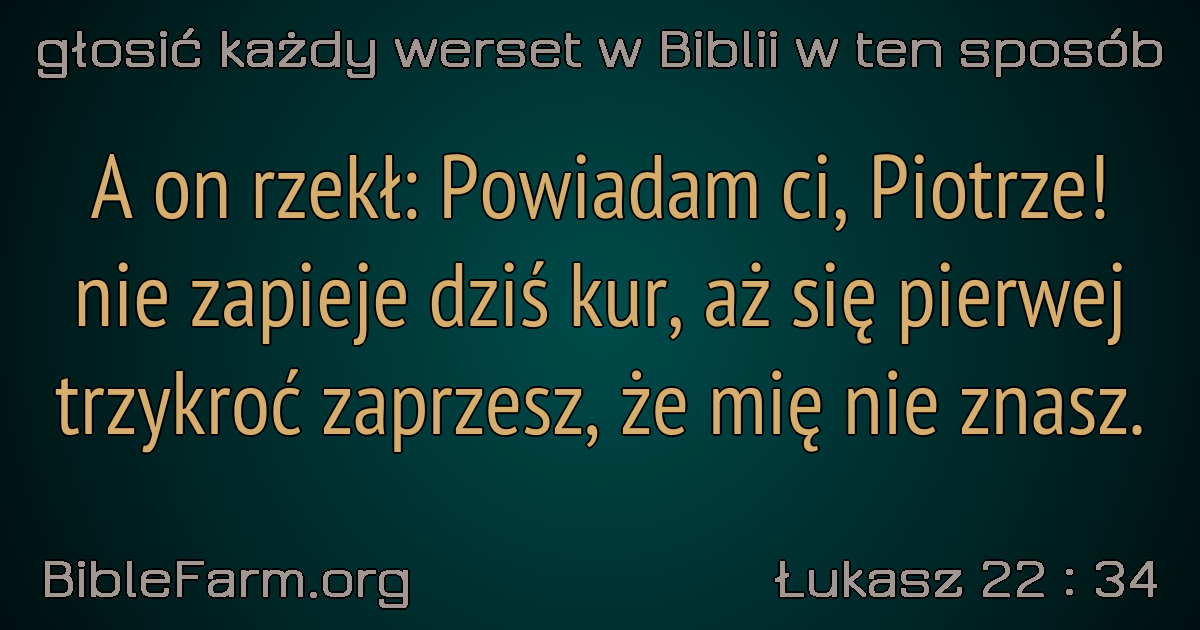 głosić każdy werset w Biblii w ten sposób
A on rzekł: Powiadam ci, Piotrze!
nie zapieje dziś kur, aż się pierwej
trzykroć zaprzesz, że mię nie znasz.
BibleFarm.org
Łukasz 22 : 34